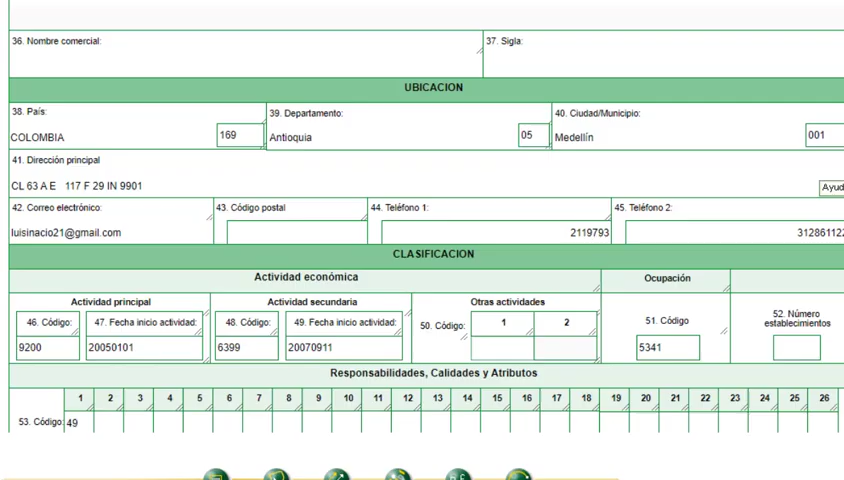 36. Nombre comercial:
37. Sigla:
UBICACION
38. País:
39. Departamento:
40. Ciudad/Municipio:
COLOMBIA
169
Antioquia
05
Medellín
001
41. Dirección principal
CL 63 A E 117 F 29 IN 9901
Ayud
42. Correo electrónico:
43. Código postal
44. Teléfono 1:
45. Teléfono 2:
luisinacio21@gmail.com
2119793
312861122
CLASIFICACION
Actividad económica
Ocupación
Actividad principal
Actividad secundaria
Otras actividades
46. Código:
47. Fecha inicio actividad:
48. Código:
49. Fecha inicio actividad:
50. Código:
1
2
51. Código
52. Número
establecimientos
9200
20050101
6399
20070911
5341
Responsabilidades, Calidades y Atributos
1 2 3 4 5 6 7 8 9 10 11 12 13 14 15 16 17 18 19 20 21 22 23 24 25 26
53. Código:
49